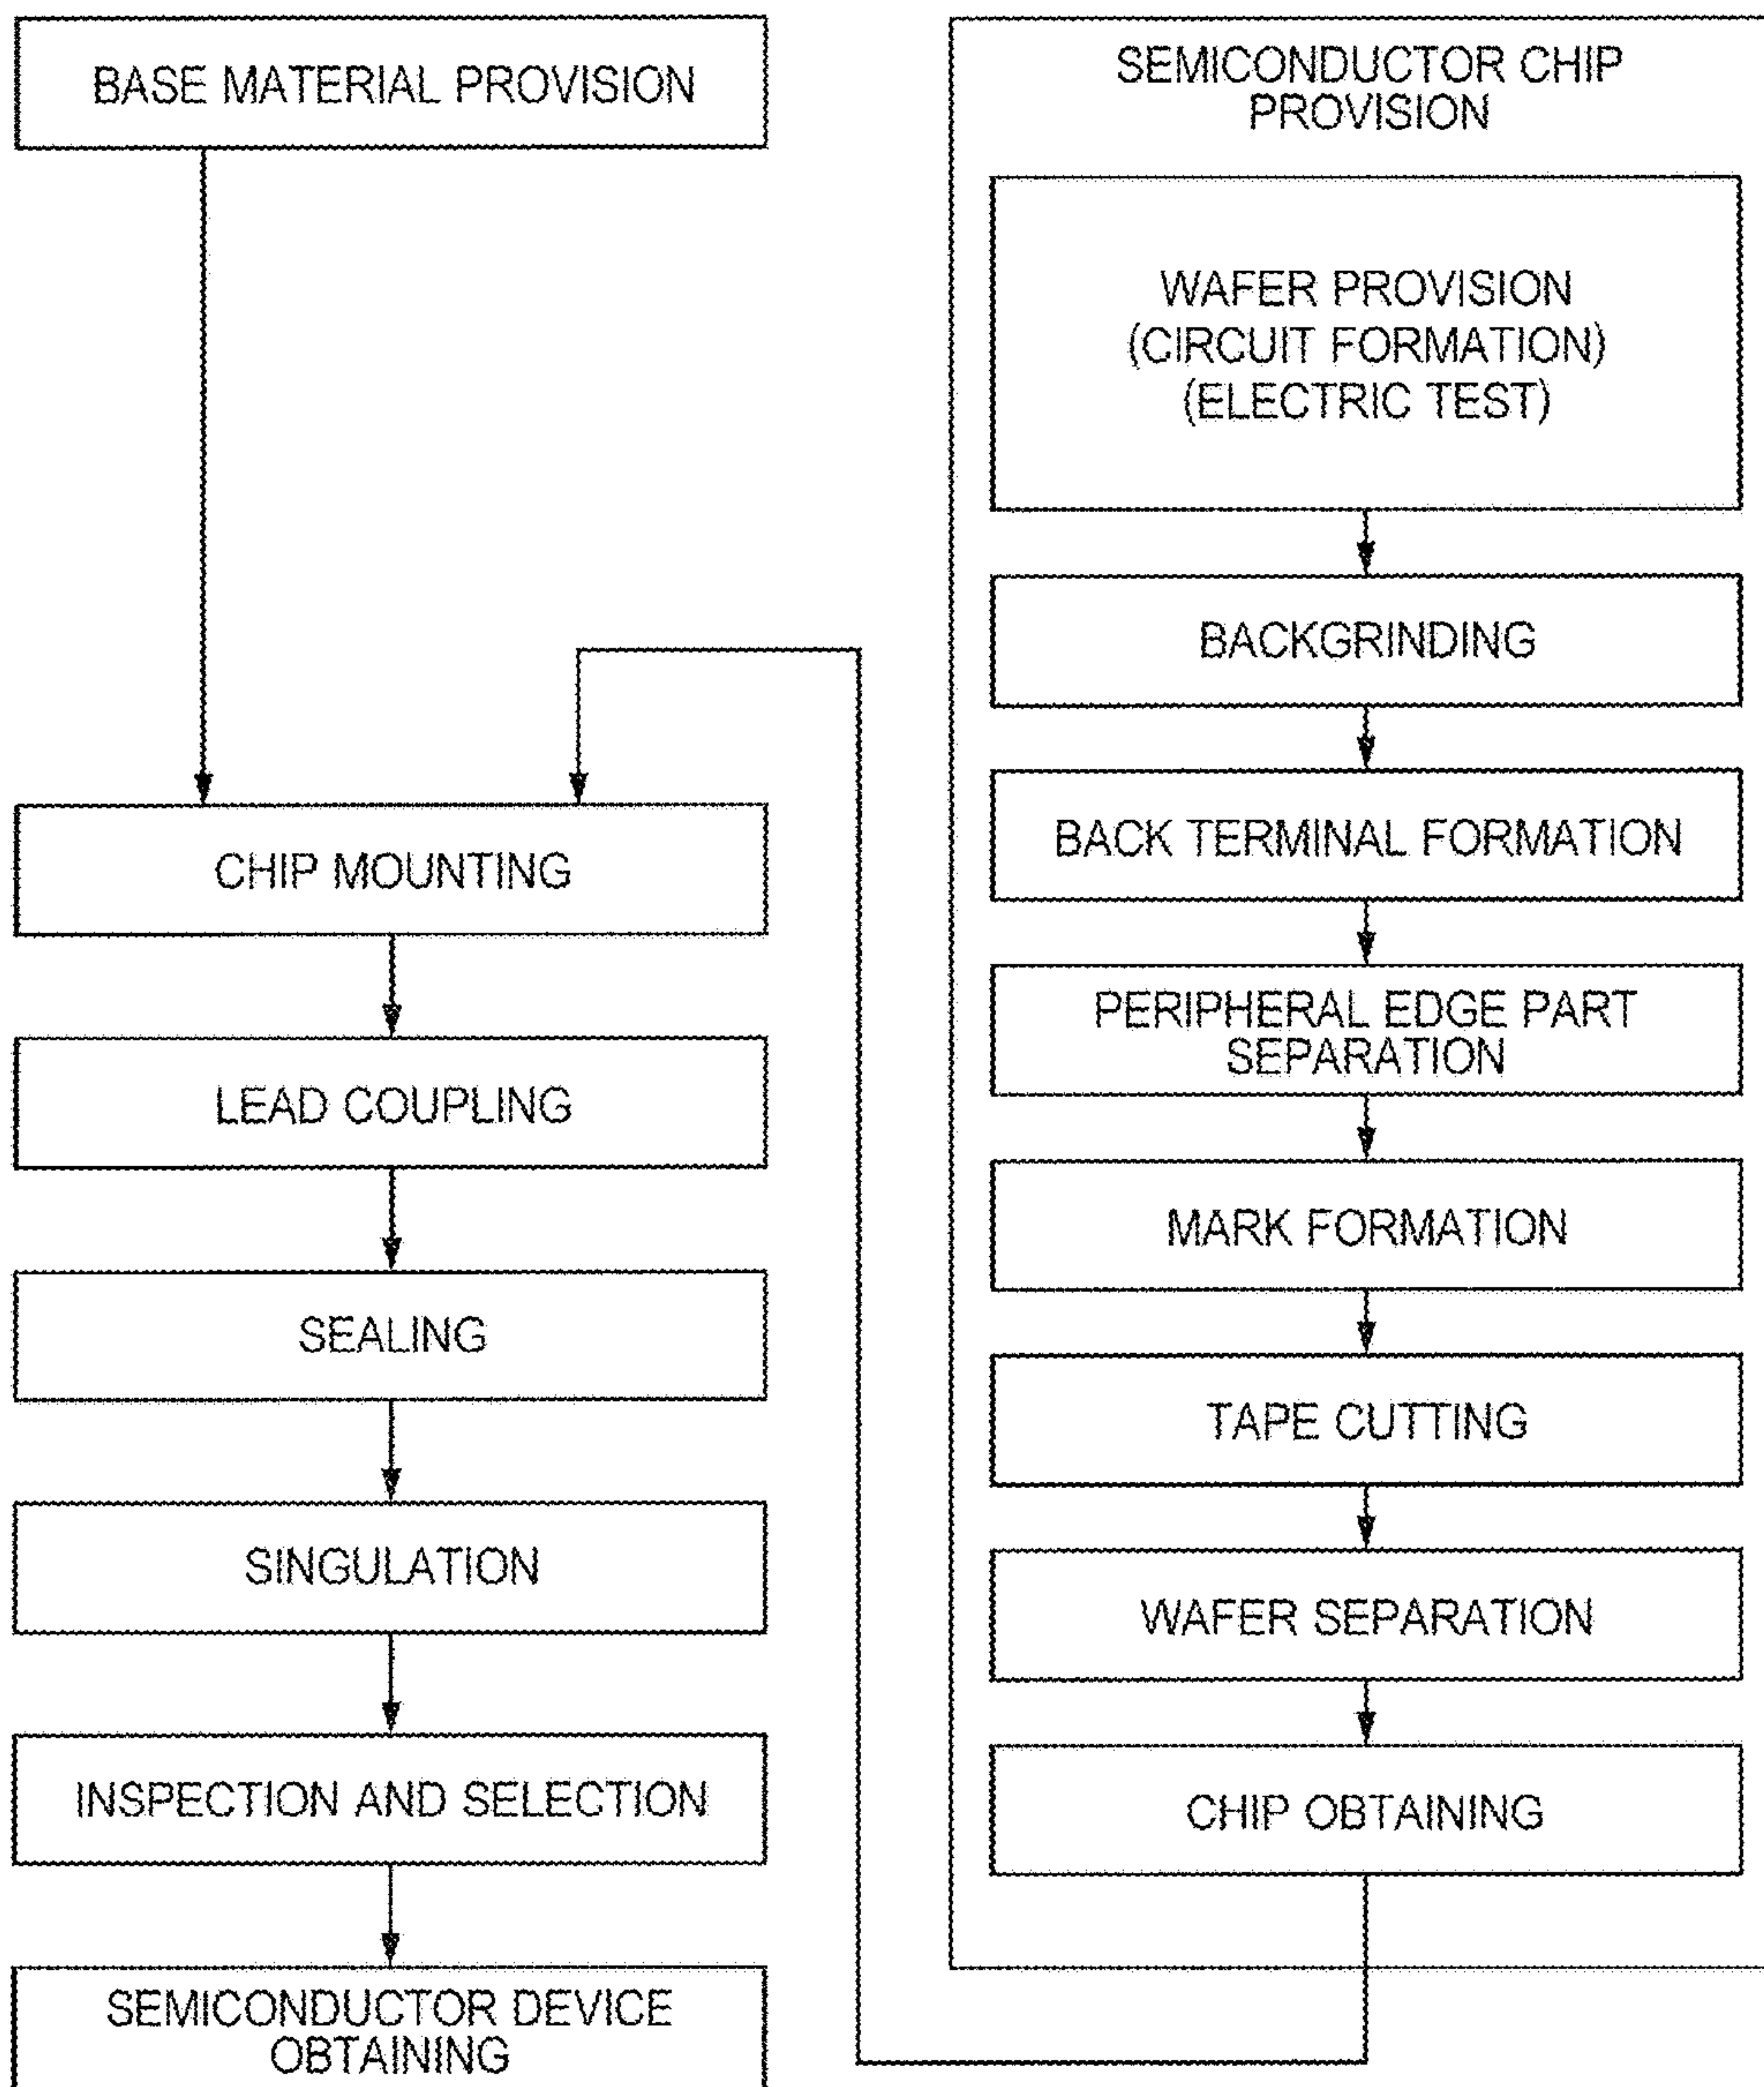 BASE MATERIAL PROVISION
CHIP MOUNTING
LEAD COUPLING
SEALING
SINGULATION
INSPECTION AND SELECTION
SEMICONDUCTOR DEVICE
OBTAINING
SEMICONDUCTOR CHIP
PROVISION
WAFER PROVISION
(CIRCUIT FORMATION)
(ELECTRIC TEST)
BACKGRINDING
BACK TERMINAL FORMATION
PERIPHERAL EDGE PART
SEPARATION
MARK FORMATION
TAPE CUTTING
WAFER SEPARATION
CHIP OBTAINING